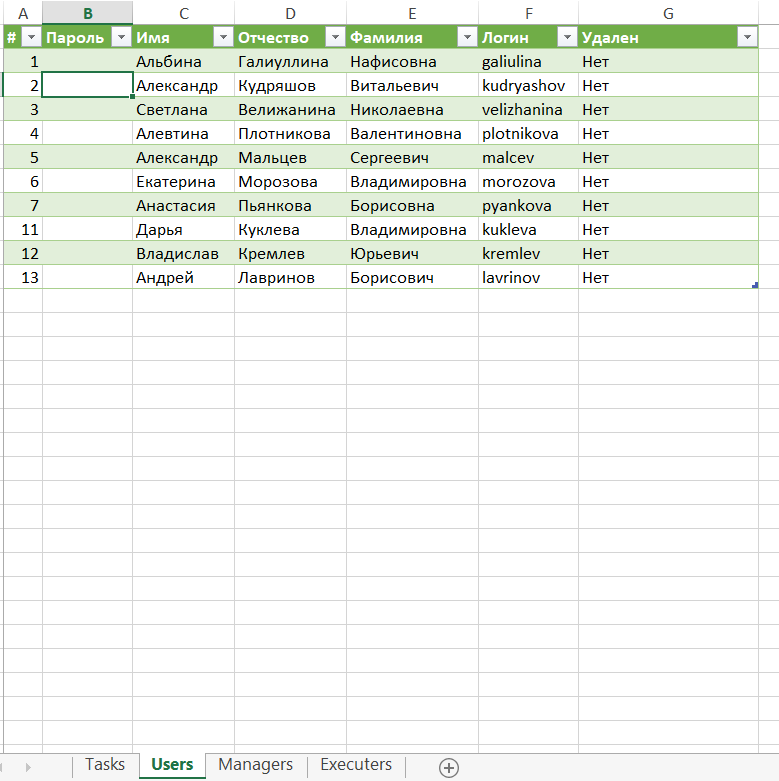 A B C D E F G
# Пароль Имя Отчество Фамилия Логин Удален
1 Альбина Галиуллина Нафисовна galiulina Нет
2 Александр Кудряшов Витальевич kudryashov Нет
3 Светлана Велижанина Николаевна velizhanina Нет
4 Алевтина Плотникова Валентиновна plotnikova Нет
5 Александр Мальцев Сергеевич malcev Нет
6 Екатерина Морозова Владимировна morozova Нет
7 Анастасия Пьянкова Борисовна pyankova Нет
11 Дарья Куклева Владимировна kukleva Нет
12 Владислав Кремлев Юрьевич kremlev Нет
13 Андрей Лавринов Борисович lavrinov Нет
Tasks Users Managers Executers